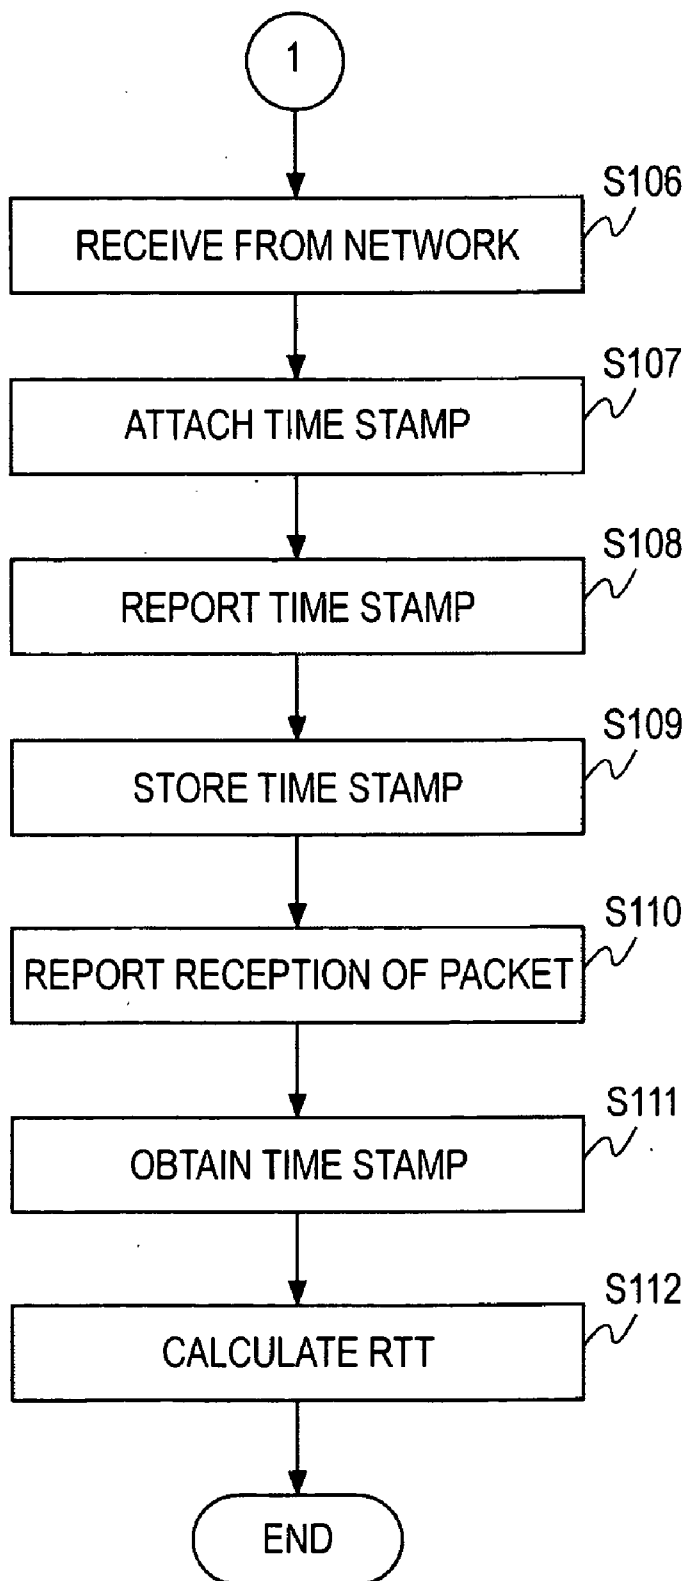 1
S106
RECEIVE FROM NETWORK
S107
ATTACH TIME STAMP
S108
REPORT TIME STAMP
S109
STORE TIME STAMP
S110
REPORT RECEPTION OF PACKET
S111
OBTAIN TIME STAMP
S112
CALCULATE RTT
END